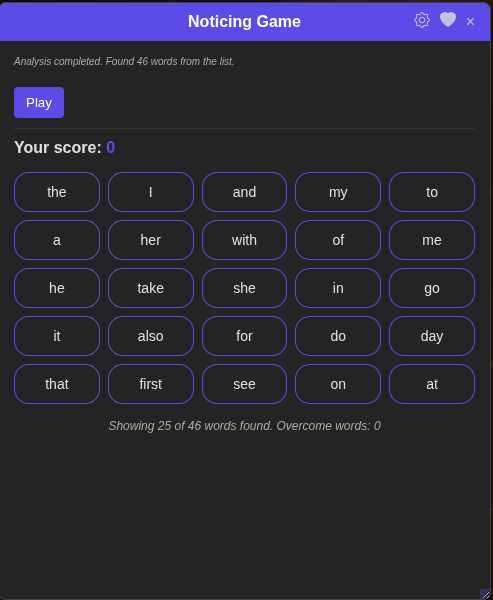 Noticing Game ×
Analysis completed. Found 46 words from the list.
Play
Your score: 0
the I and my to
a her with of me
he take she in go
it also for do day
that first see on at
Showing 25 of 46 words found. Overcome words: 0